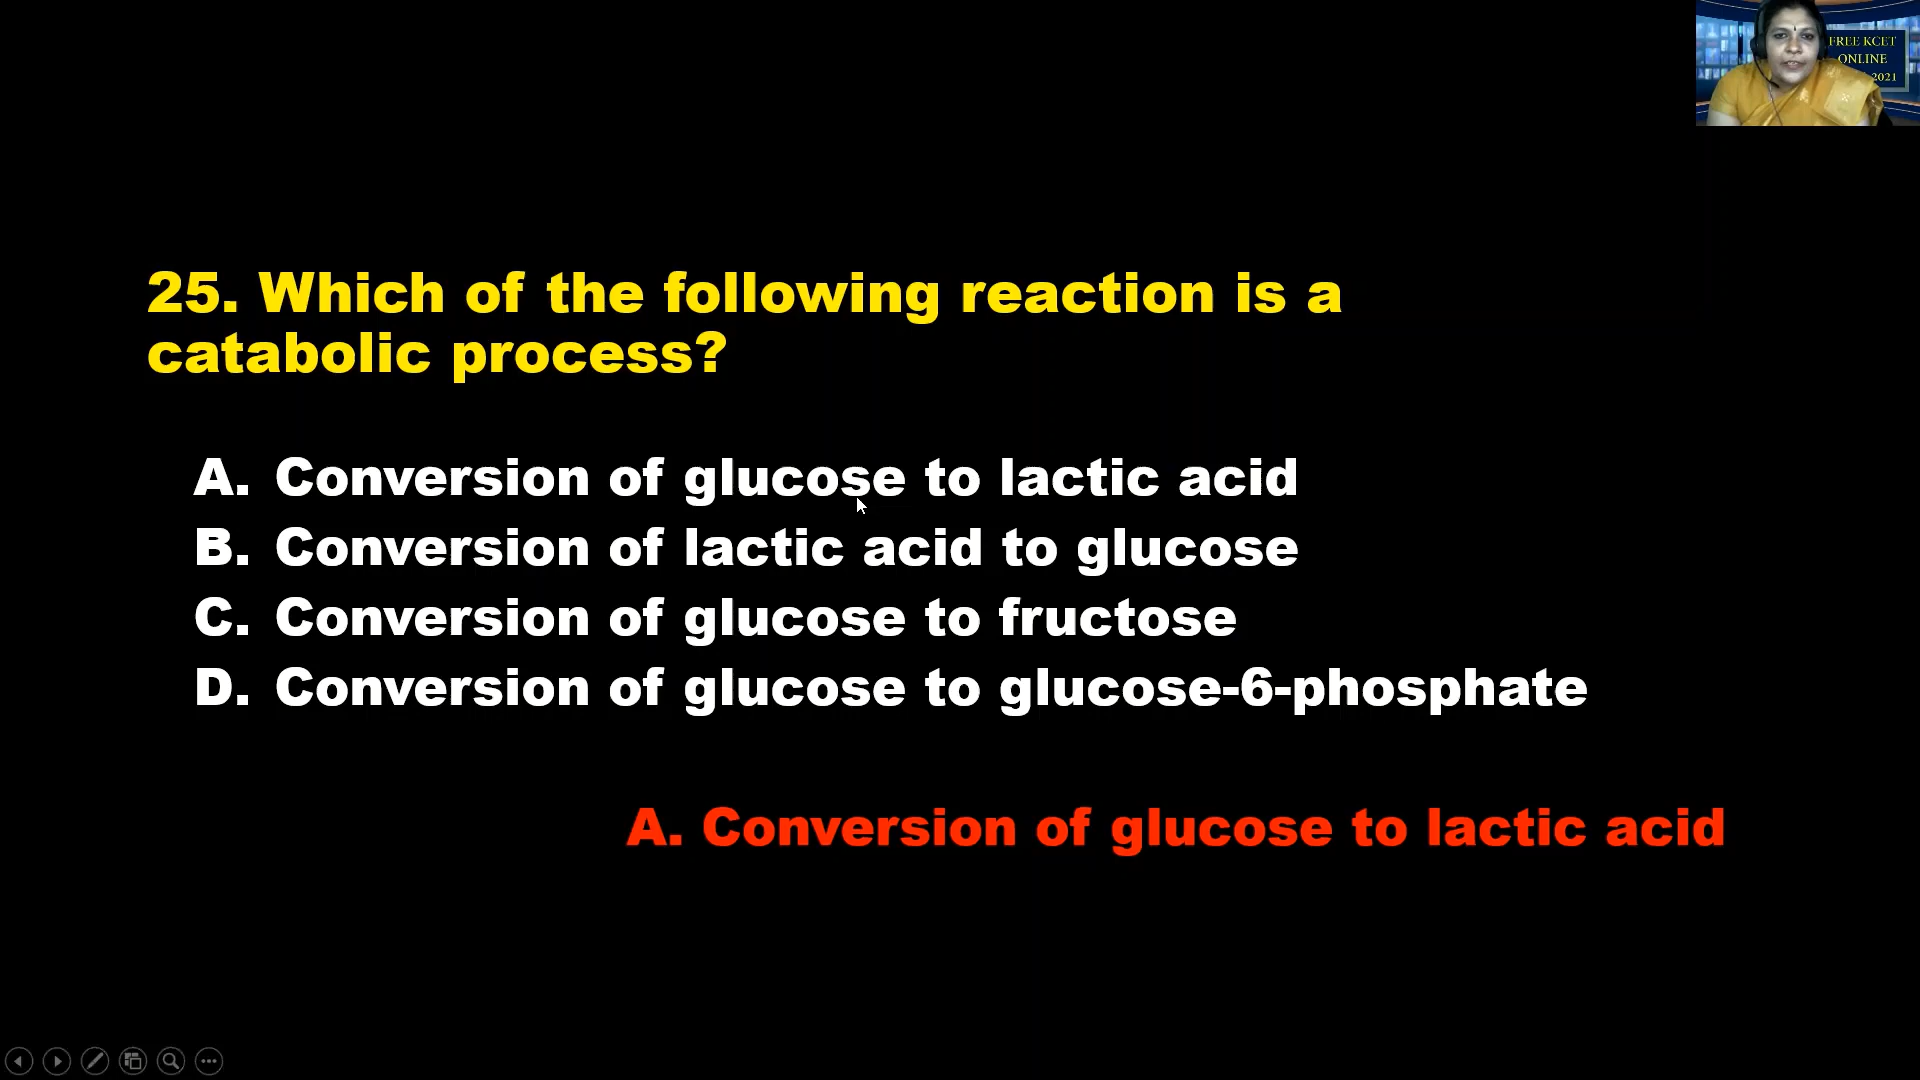 FREE KCET
ONLINE
2021
25. Which of the following reaction is a
catabolic process?
A. Conversion of glucose to lactic acid
B. Conversion of lactic acid to glucose
C. Conversion of glucose to fructose
D. Conversion of glucose to glucose-6-phosphate
A. Conversion of glucose to lactic acid